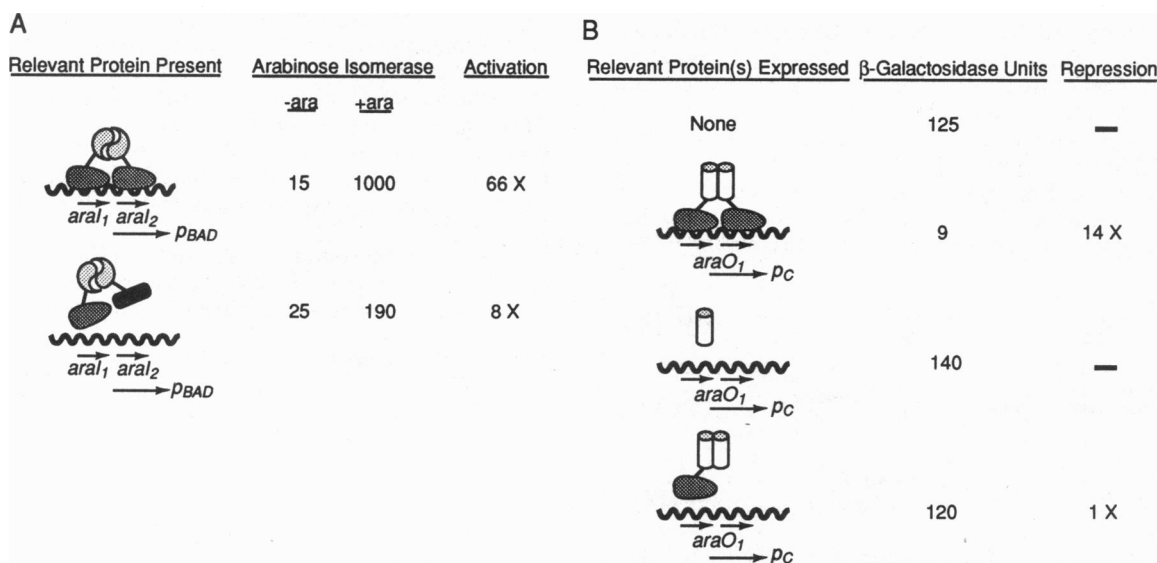 A
Relevant Protein Present Arabinose Isomerase Activation
-ara +ara
15 1000 66 X
araI1 araI2
pBAD
25 190 8 X
araI1 araI2
pBAD
B
Relevant Protein(s) Expressed β-Galactosidase Units Repression
None 125 –
9 14 X
araO1
pC
140 –
araO1
pC
120 1 X
araO1
pC